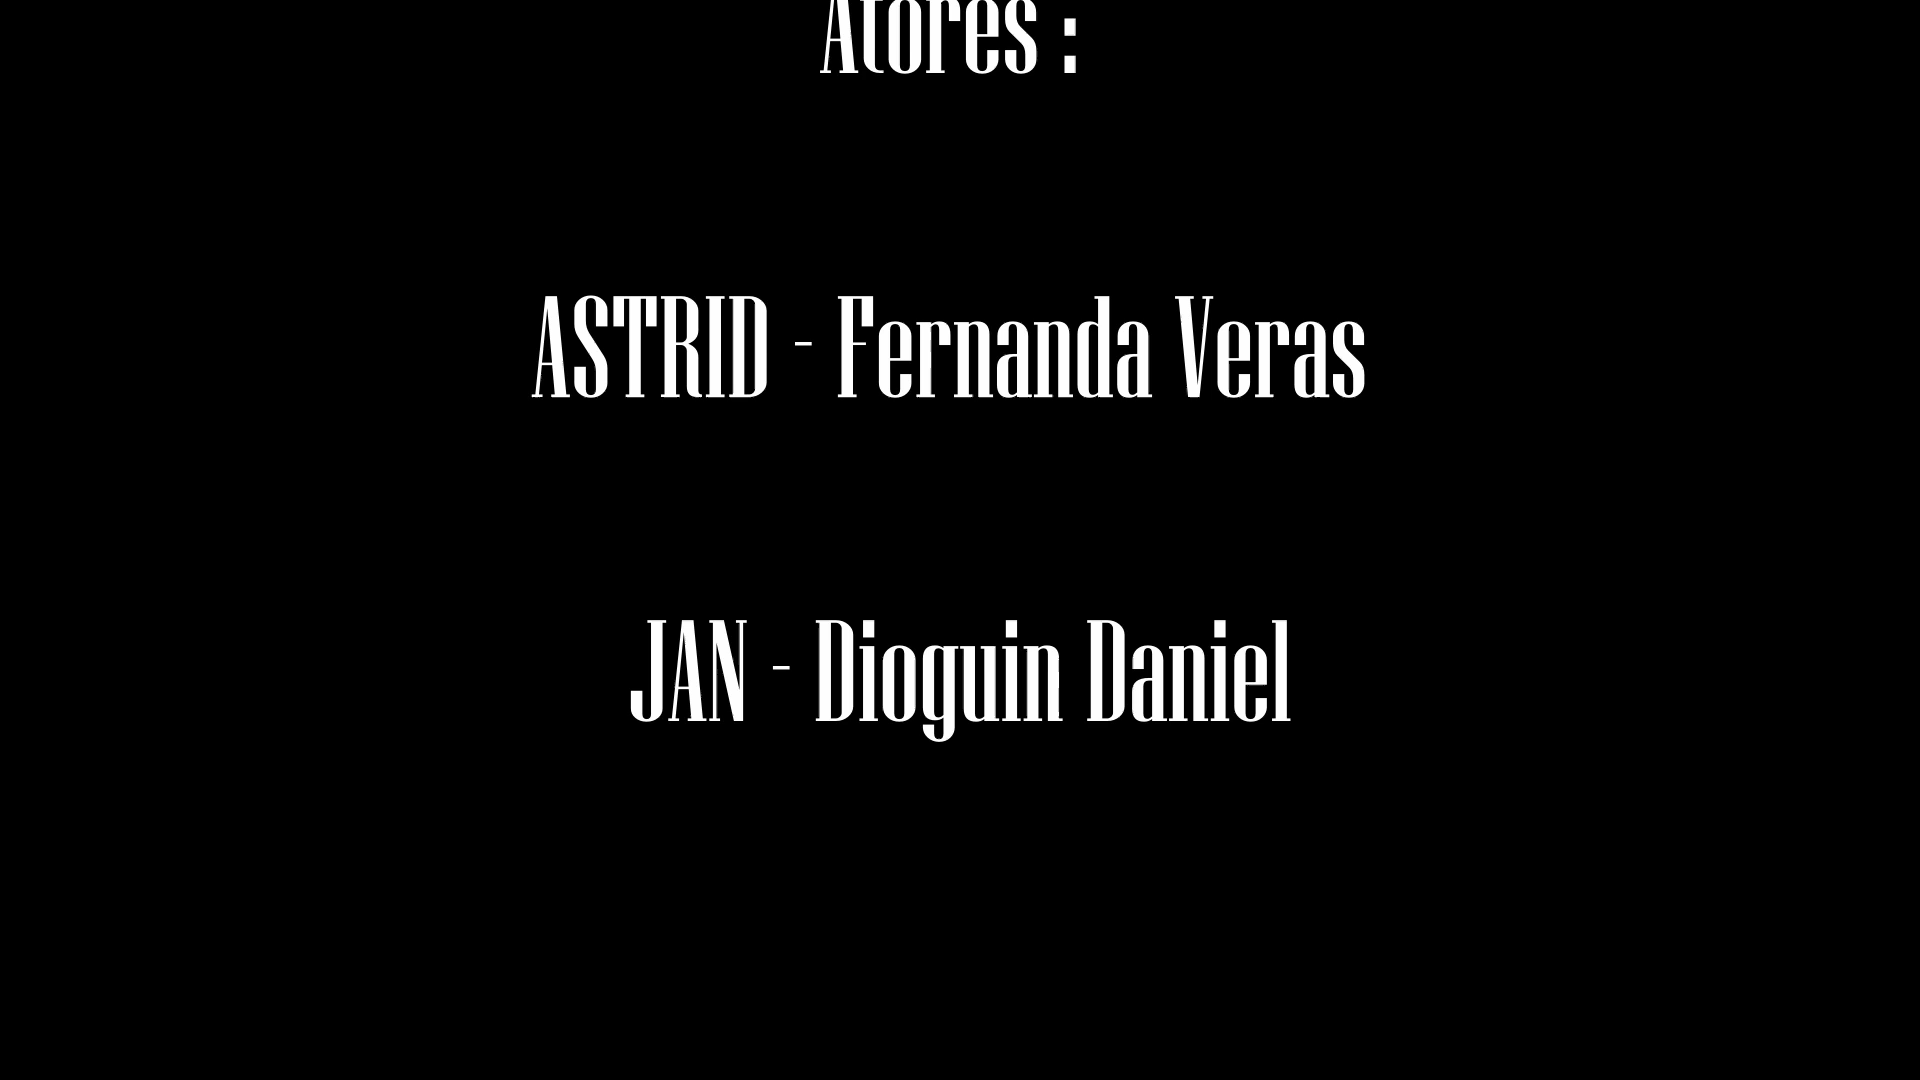 Atores :
ASTRID - Fernanda Veras
JAN - Dioguin Daniel